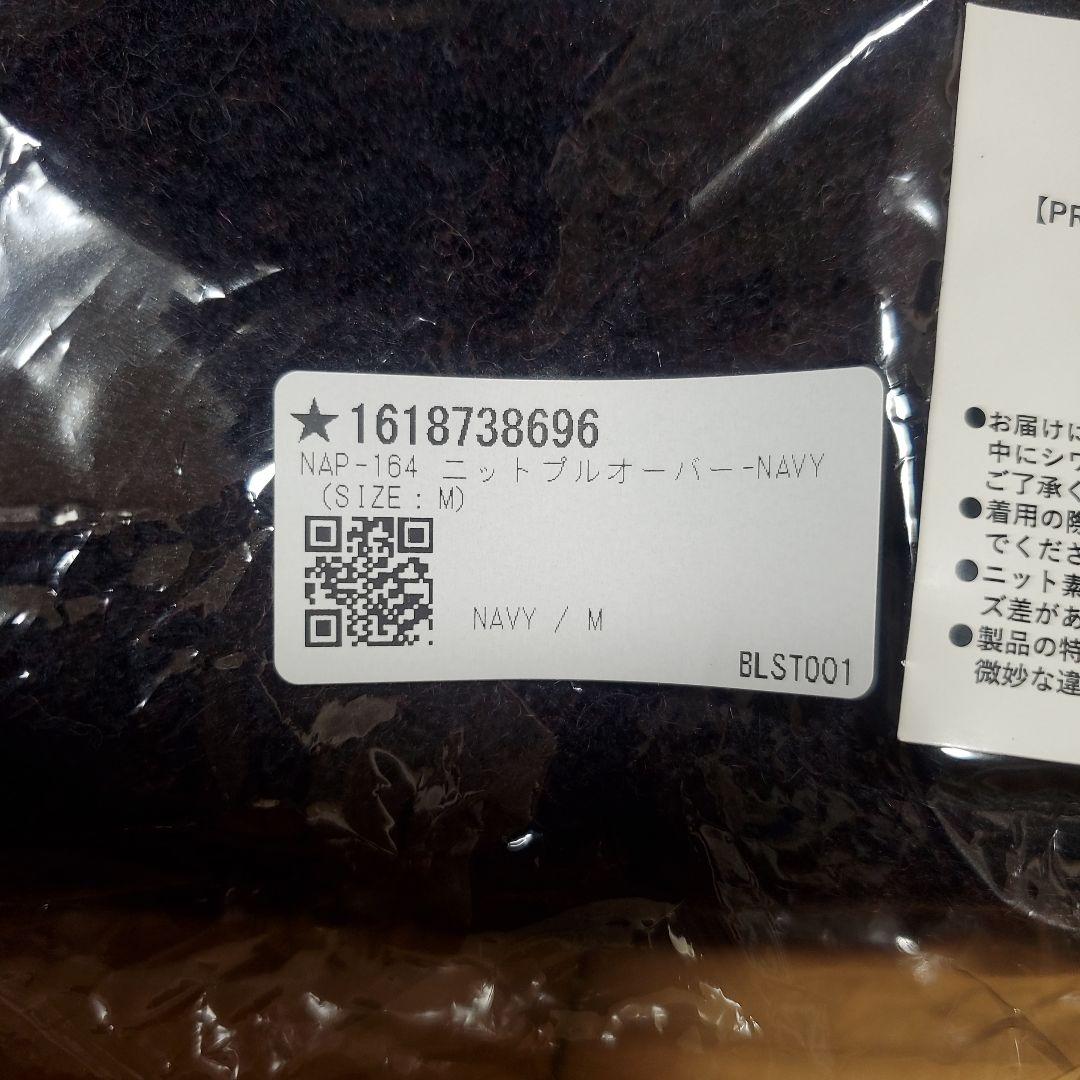 ★1618738696
NAP-164 ニットプルオーバー-NAVY
(SIZE：M)
NAVY / M
BLST001
【PR
●お届けに
中にシワ
ご了承く
●着用の際
でくださ
●ニット素
ズ差があ
●製品の特
微妙な違